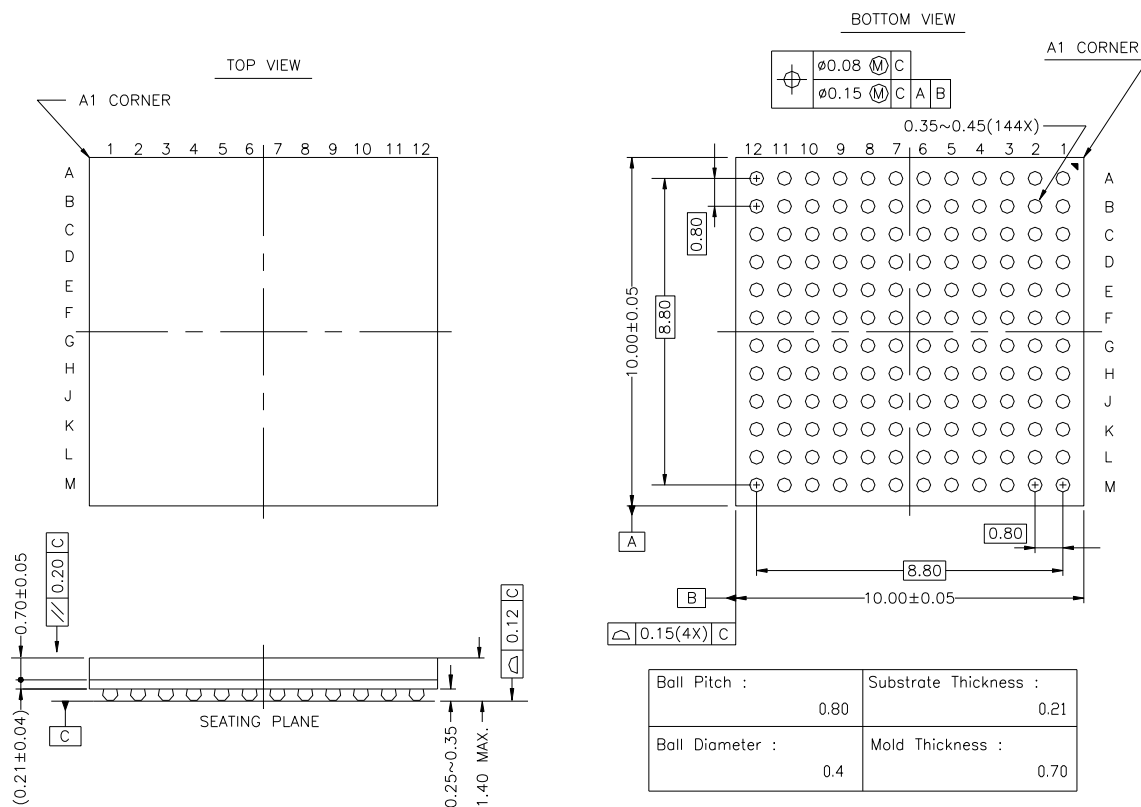 TOP VIEW
A1 CORNER
1 2 3 4 5 6 7 8 9 10 11 12
A
B
C
D
E
F
G
H
J
K
L
M
BOTTOM VIEW
A1 CORNER
⌀0.08 Ⓜ C
⌀0.15 Ⓜ C A B
0.35~0.45(144X)
12 11 10 9 8 7 6 5 4 3 2 1
A
B
C
D
E
F
G
H
J
K
L
M
0.80
8.80
10.00±0.05
A
0.80
8.80
B
10.00±0.05
0.15(4X) C
0.70±0.05
// 0.20 C
(0.21±0.04)
C
SEATING PLANE
0.25~0.35
1.40 MAX.
0.12 C
Ball Pitch :
0.80
Substrate Thickness :
0.21
Ball Diameter :
0.4
Mold Thickness :
0.70